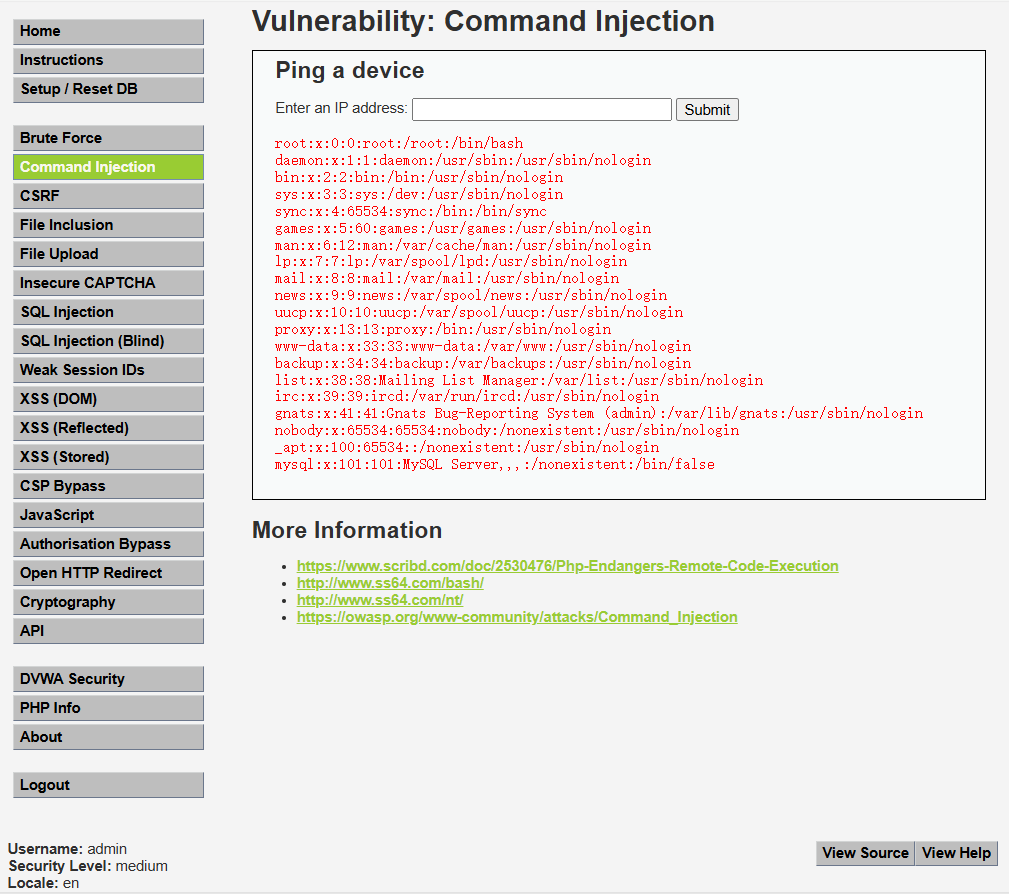 Home
Instructions
Setup / Reset DB
Brute Force
Command Injection
CSRF
File Inclusion
File Upload
Insecure CAPTCHA
SQL Injection
SQL Injection (Blind)
Weak Session IDs
XSS (DOM)
XSS (Reflected)
XSS (Stored)
CSP Bypass
JavaScript
Authorisation Bypass
Open HTTP Redirect
Cryptography
API
DVWA Security
PHP Info
About
Logout
Vulnerability: Command Injection
Ping a device
Enter an IP address: Submit
root:x:0:0:root:/root:/bin/bash
daemon:x:1:1:daemon:/usr/sbin:/usr/sbin/nologin
bin:x:2:2:bin:/bin:/usr/sbin/nologin
sys:x:3:3:sys:/dev:/usr/sbin/nologin
sync:x:4:65534:sync:/bin:/bin/sync
games:x:5:60:games:/usr/games:/usr/sbin/nologin
man:x:6:12:man:/var/cache/man:/usr/sbin/nologin
lp:x:7:7:lp:/var/spool/lpd:/usr/sbin/nologin
mail:x:8:8:mail:/var/mail:/usr/sbin/nologin
news:x:9:9:news:/var/spool/news:/usr/sbin/nologin
uucp:x:10:10:uucp:/var/spool/uucp:/usr/sbin/nologin
proxy:x:13:13:proxy:/bin:/usr/sbin/nologin
www-data:x:33:33:www-data:/var/www:/usr/sbin/nologin
backup:x:34:34:backup:/var/backups:/usr/sbin/nologin
list:x:38:38:Mailing List Manager:/var/list:/usr/sbin/nologin
irc:x:39:39:ircd:/var/run/ircd:/usr/sbin/nologin
gnats:x:41:41:Gnats Bug-Reporting System (admin):/var/lib/gnats:/usr/sbin/nologin
nobody:x:65534:65534:nobody:/nonexistent:/usr/sbin/nologin
_apt:x:100:65534::/nonexistent:/usr/sbin/nologin
mysql:x:101:101:MySQL Server,,,:/nonexistent:/bin/false
More Information
https://www.scribd.com/doc/2530476/Php-Endangers-Remote-Code-Execution
http://www.ss64.com/bash/
http://www.ss64.com/nt/
https://owasp.org/www-community/attacks/Command_Injection
Username: admin
Security Level: medium
Locale: en
View Source View Help